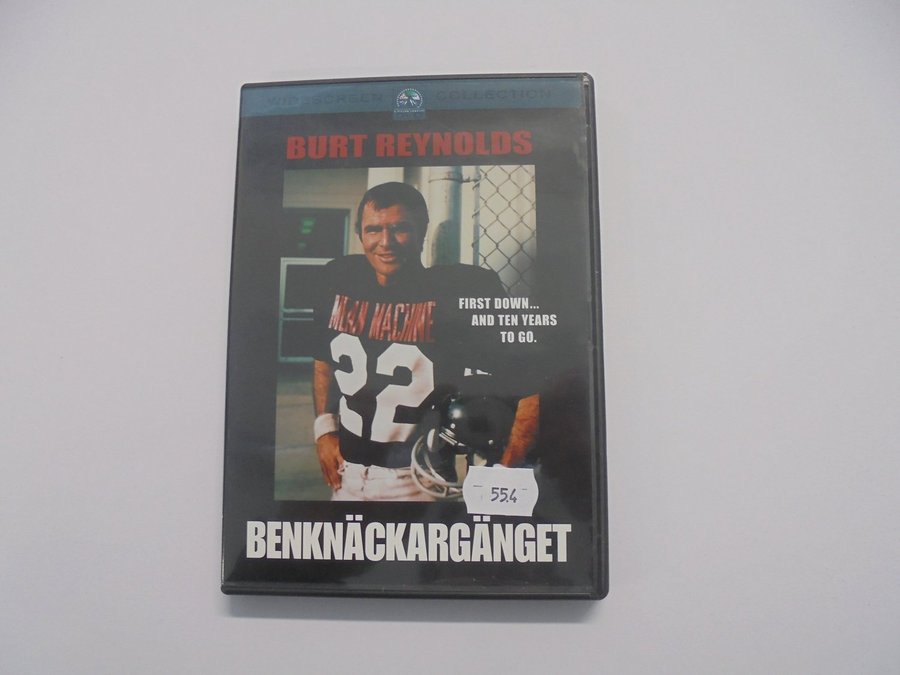 WIDESCREEN COLLECTION
BURT REYNOLDS
MEAN MACHINE
22
FIRST DOWN...
AND TEN YEARS
TO GO.
554
BENKNÄCKARGÄNGET